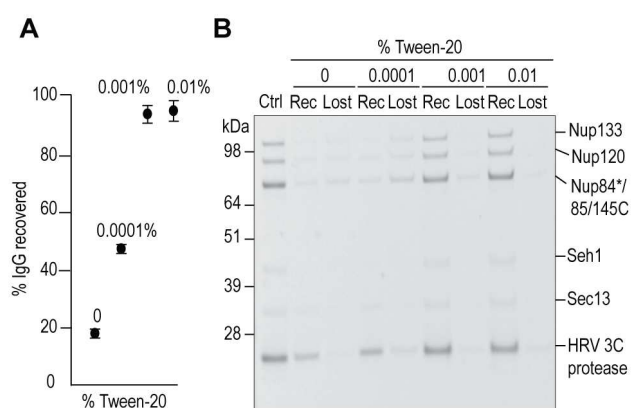 A
B
% IgG recovered
100
80
60
40
20
0
0
0.0001%
0.001%
0.01%
% Tween-20
% Tween-20
0 0.0001 0.001 0.01
Ctrl Rec Lost Rec Lost Rec Lost Rec Lost
kDa
98
64
51
39
28
Nup133
Nup120
Nup84*/
85/145C
Seh1
Sec13
HRV 3C
protease